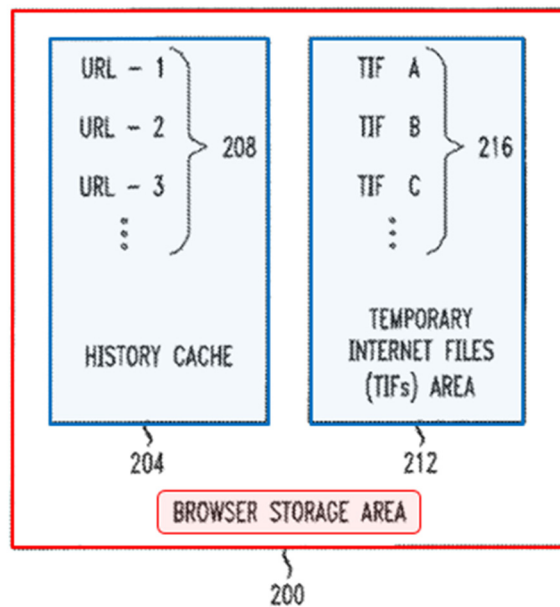 URL - 1
URL - 2
URL - 3
208
HISTORY CACHE
204
TIF A
TIF B
TIF C
216
TEMPORARY
INTERNET FILES
(TIFs) AREA
212
BROWSER STORAGE AREA
200